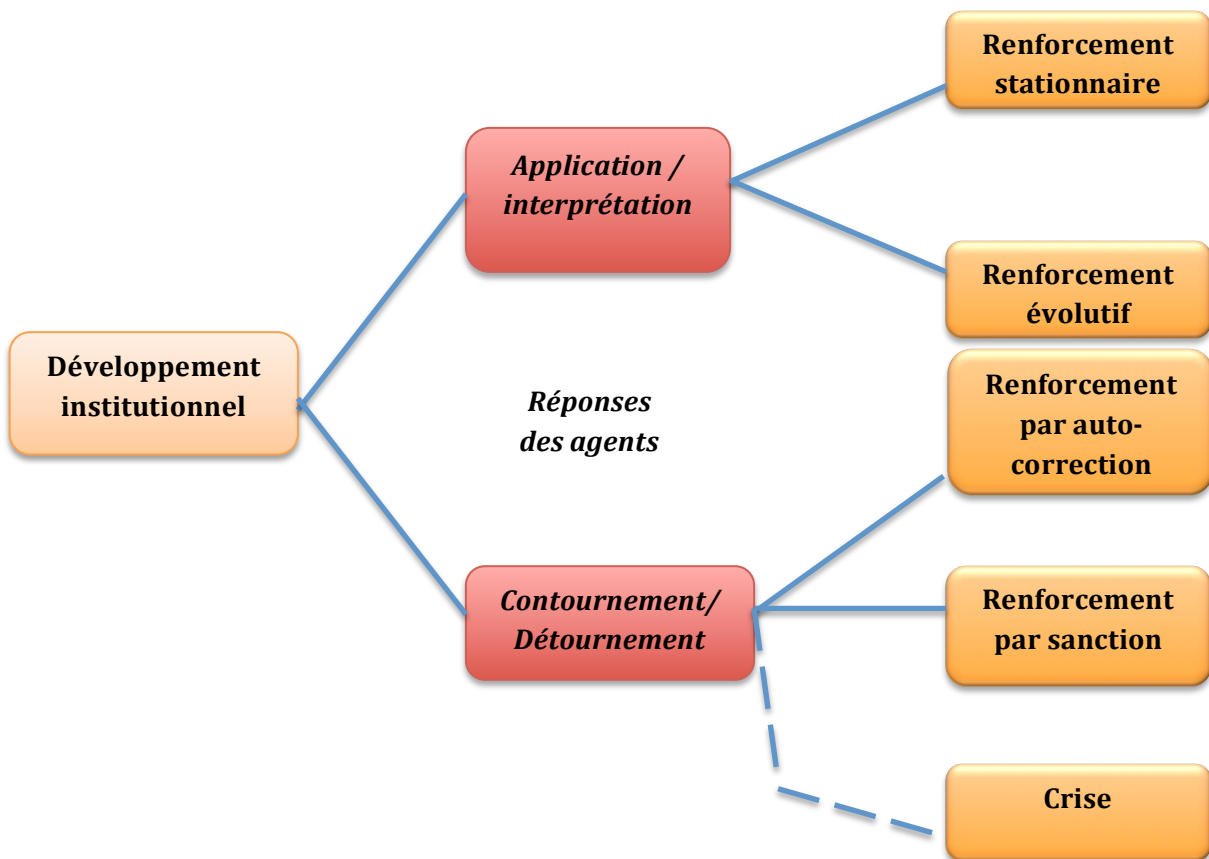 Renforcement
stationnaire
Application /
interprétation
Renforcement
évolutif
Développement
institutionnel
Réponses
des agents
Renforcement
par auto-
correction
Contournement/
Détournement
Renforcement
par sanction
Crise